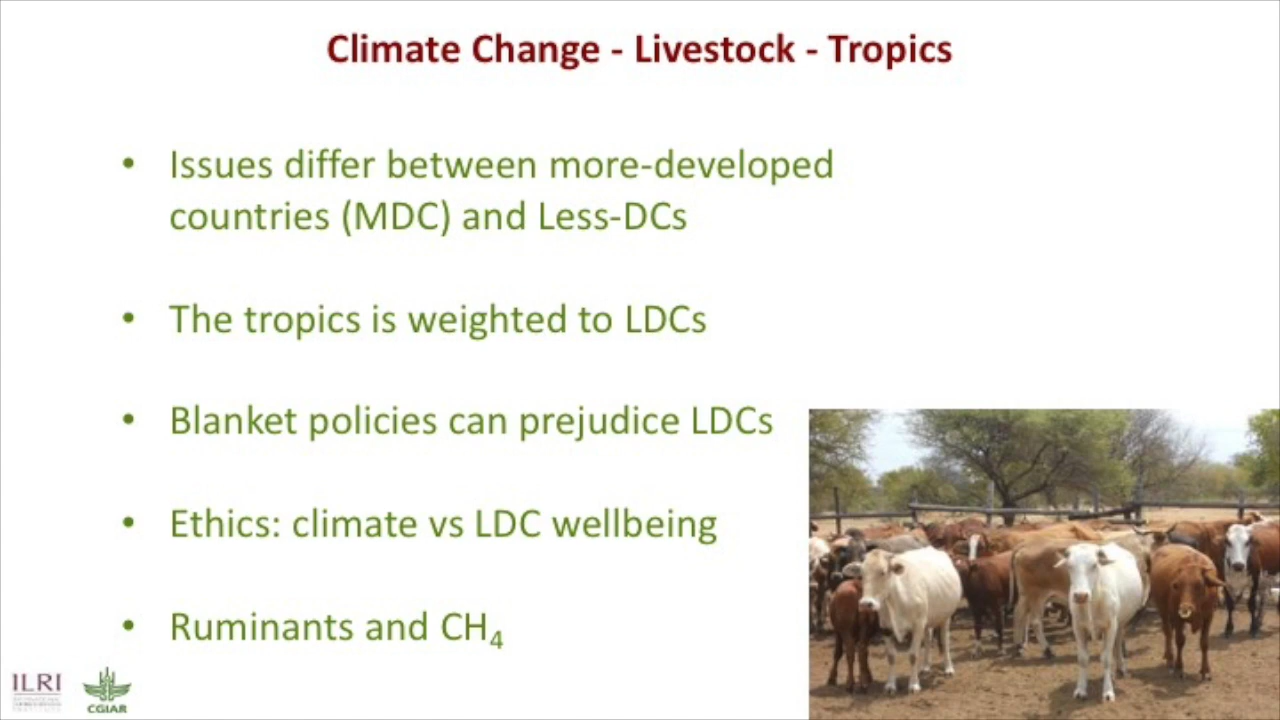 Climate Change - Livestock - Tropics
• Issues differ between more-developed
countries (MDC) and Less-DCs
• The tropics is weighted to LDCs
• Blanket policies can prejudice LDCs
• Ethics: climate vs LDC wellbeing
• Ruminants and CH₄
ILRI
CGIAR